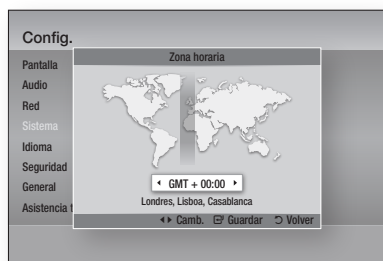 Config.
Zona horaria
Pantalla
Audio
Red
Sistema
Idioma
Seguridad
General
Asistencia t
GMT + 00:00
Londres, Lisboa, Casablanca
Camb. Guardar Volver